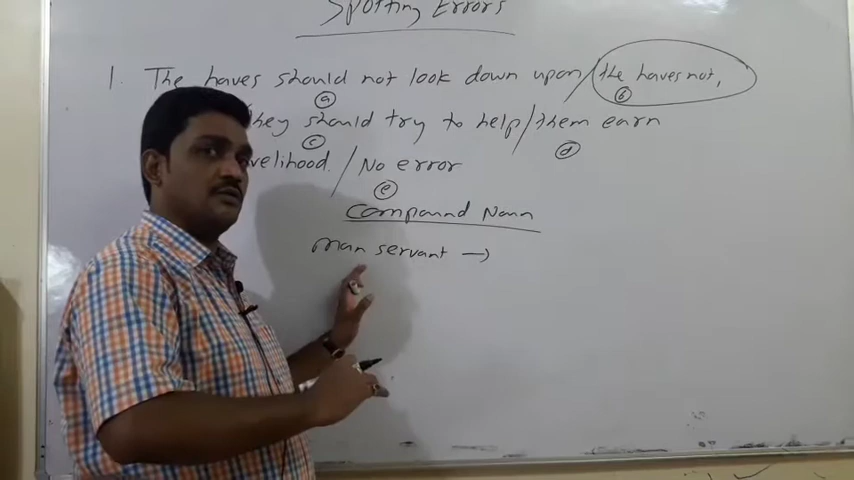 Spotting Errors
1. The haves should not look down upon/the haves not,
(a) (b)
they should try to help/them earn
(c) (d)
livelihood. / No error
(e)
Compound Noun
man servant →